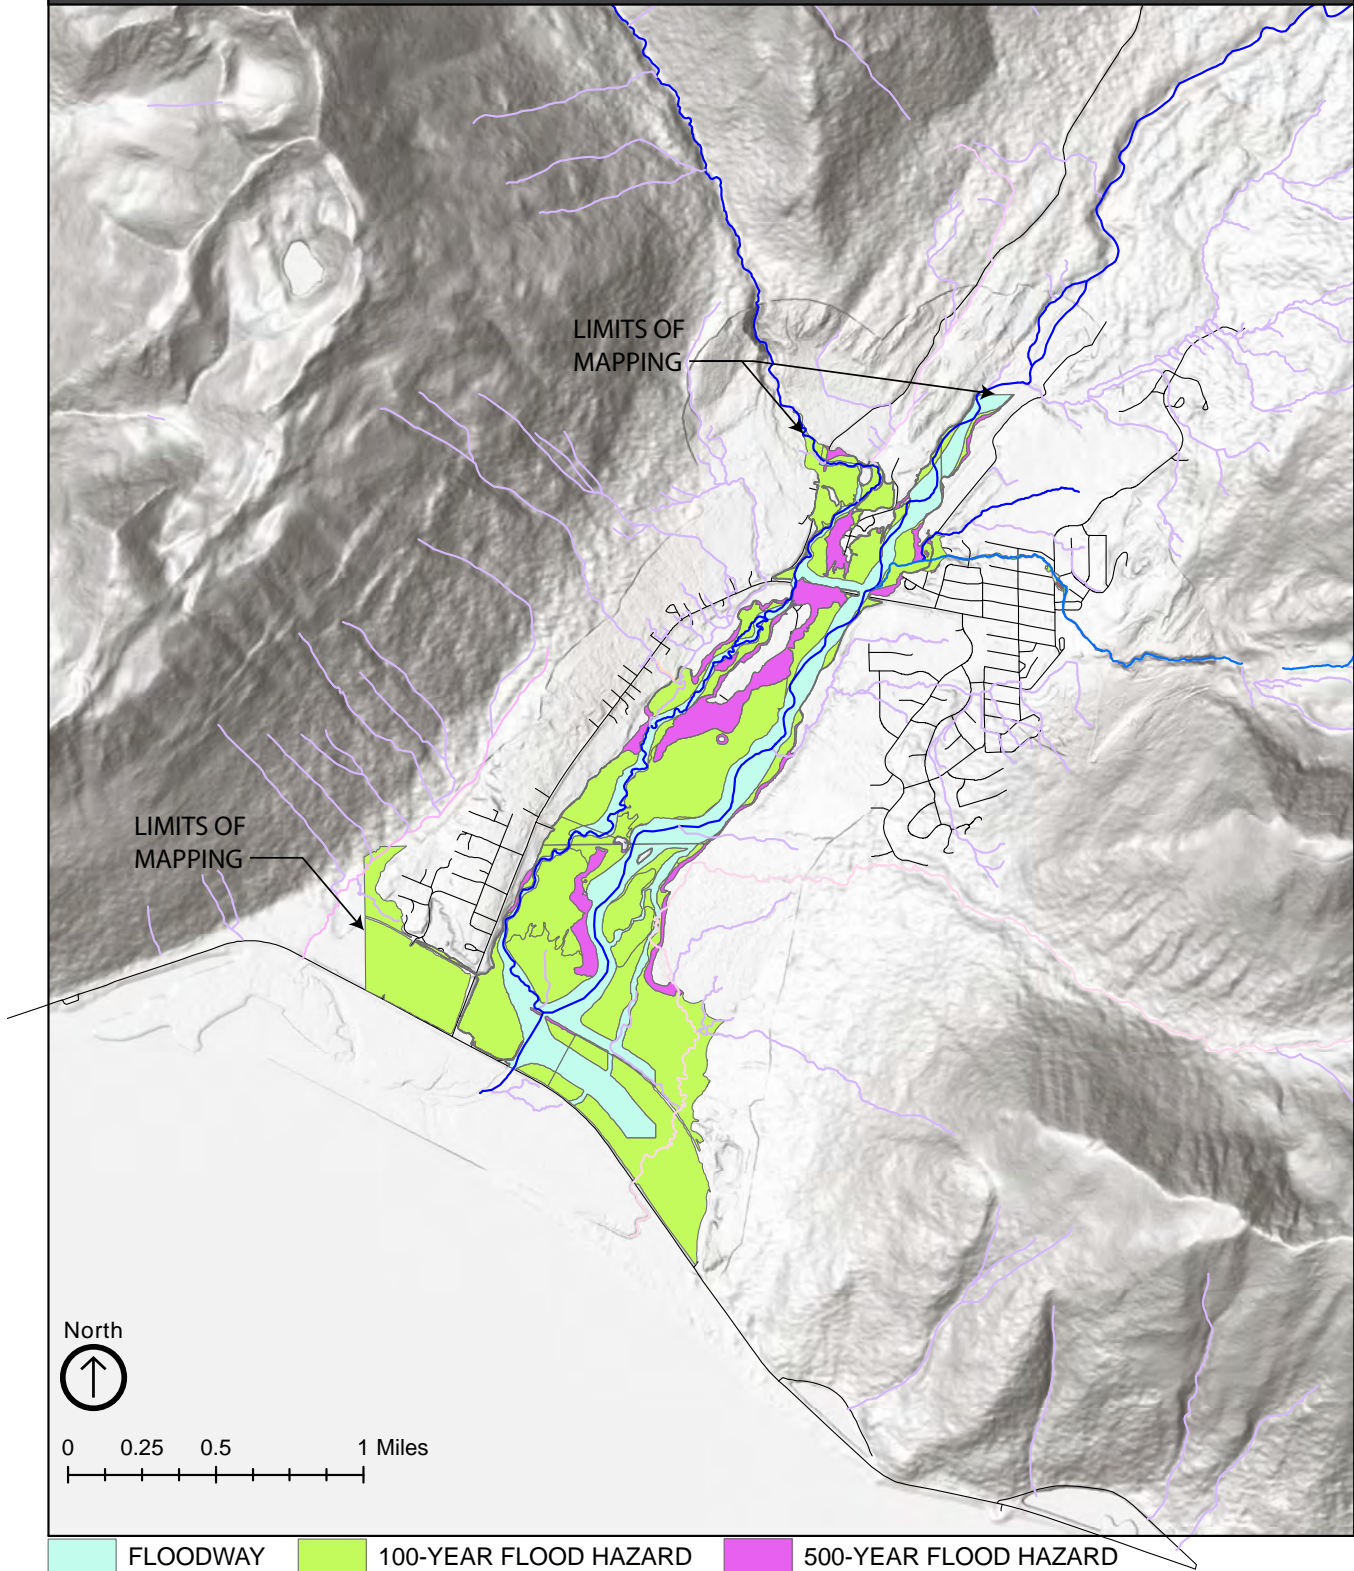 LIMITS OF
MAPPING
LIMITS OF
MAPPING
North
0 0.25 0.5 1 Miles
FLOODWAY 100-YEAR FLOOD HAZARD 500-YEAR FLOOD HAZARD